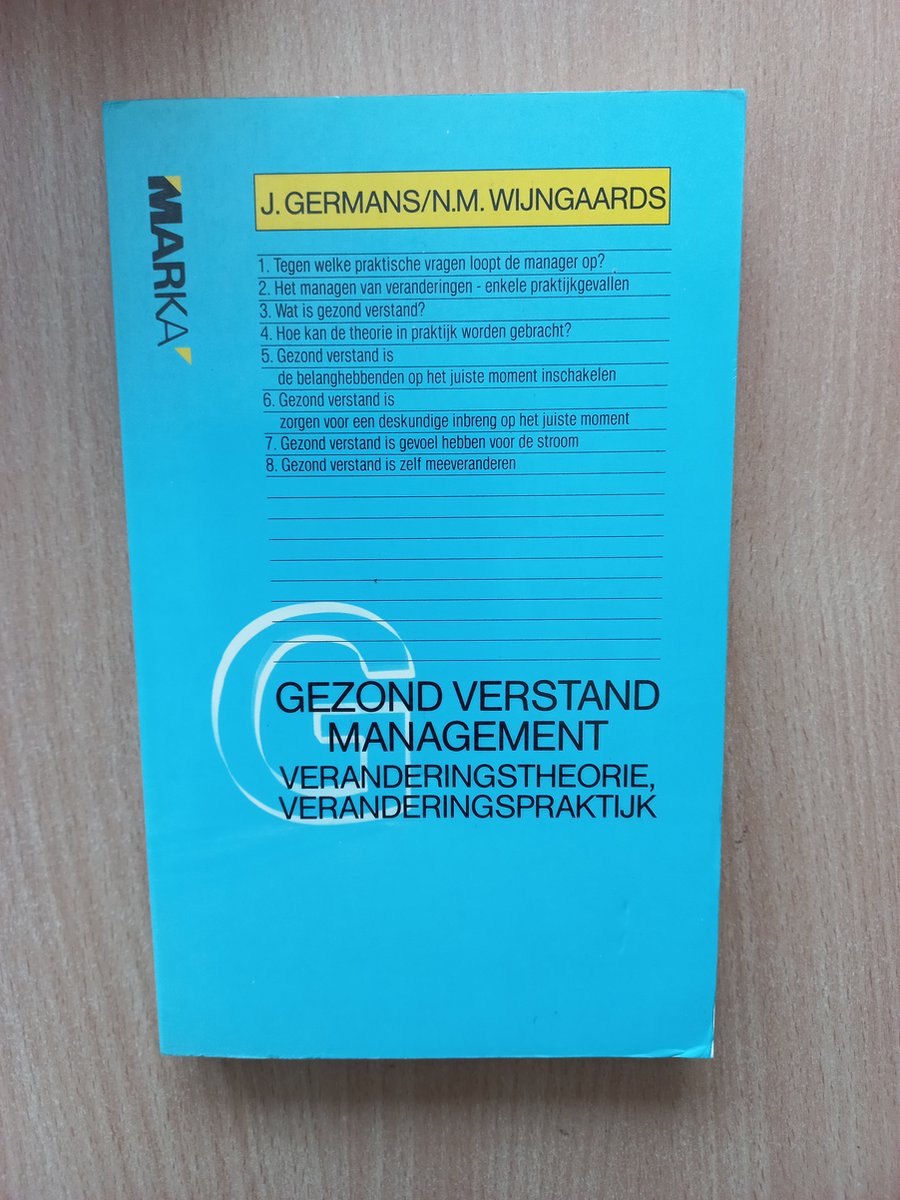 MARKA
J. GERMANS/N.M. WIJNGAARDS
1. Tegen welke praktische vragen loopt de manager op?
2. Het managen van veranderingen - enkele praktijkgevallen
3. Wat is gezond verstand?
4. Hoe kan de theorie in praktijk worden gebracht?
5. Gezond verstand is
de belanghebbenden op het juiste moment inschakelen
6. Gezond verstand is
zorgen voor een deskundige inbreng op het juiste moment
7. Gezond verstand is gevoel hebben voor de stroom
8. Gezond verstand is zelf meeveranderen
G
GEZOND VERSTAND
MANAGEMENT
VERANDERINGSTHEORIE,
VERANDERINGSPRAKTIJK